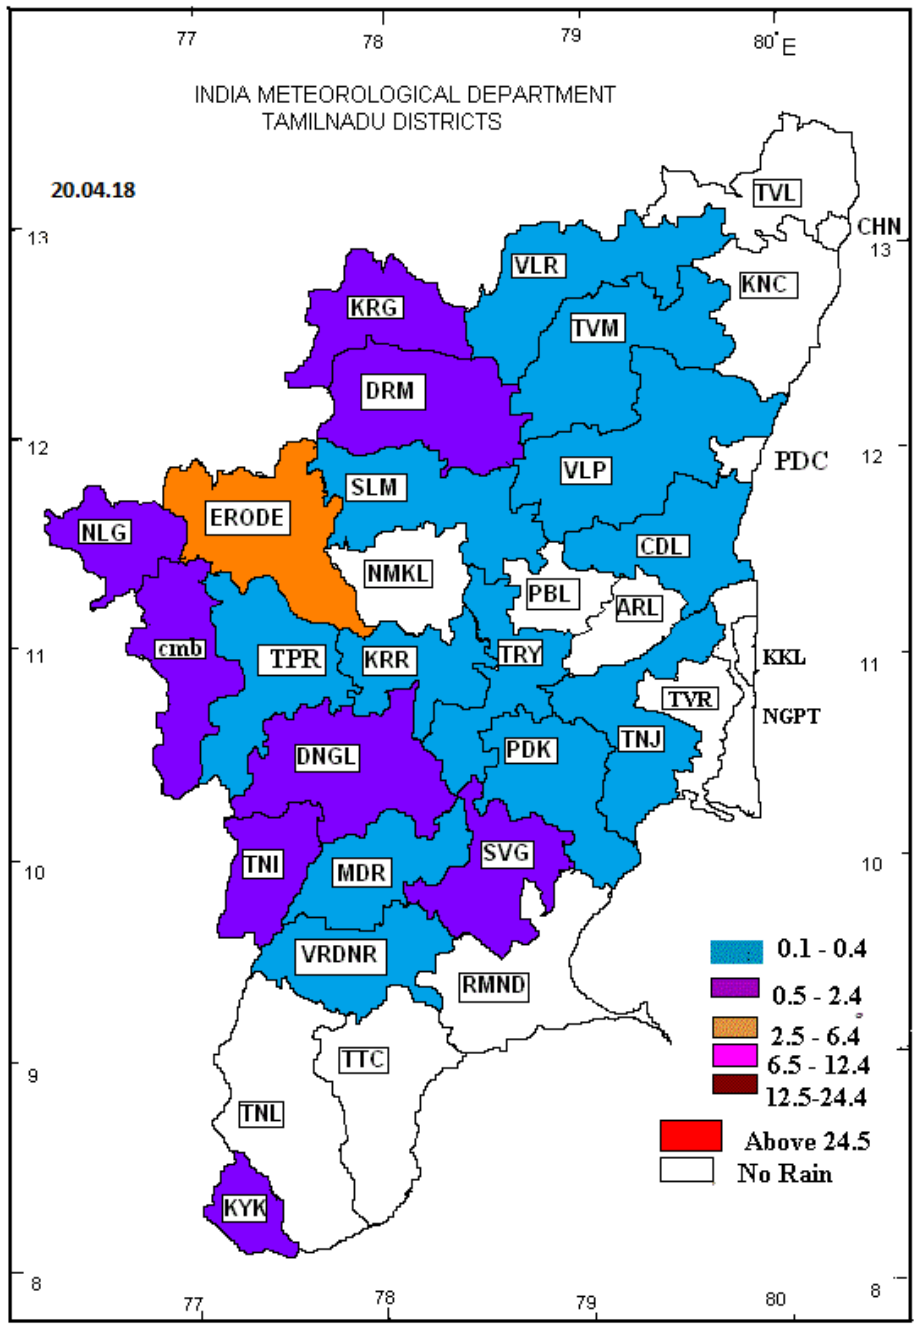 77 78 79 80° E
INDIA METEOROLOGICAL DEPARTMENT
TAMILNADU DISTRICTS
20.04.18
TVL
CHN
13 13
VLR
KNC
KRG
TVM
DRM
12 12
PDC
VLP
SLM
ERODE
NLG
CDL
NMKL
PBL
ARL
cmb
TPR
KRR
TRY
11 11
KKL
TVR
NGPT
TNJ
PDK
DNGL
SVG
TNI
MDR
10 10
VRDNR
0.1 - 0.4
RMND
0.5 - 2.4
2.5 - 6.4
TTC
6.5 - 12.4
9
12.5-24.4
TNL
Above 24.5
No Rain
KYK
8 8
77 78 79 80